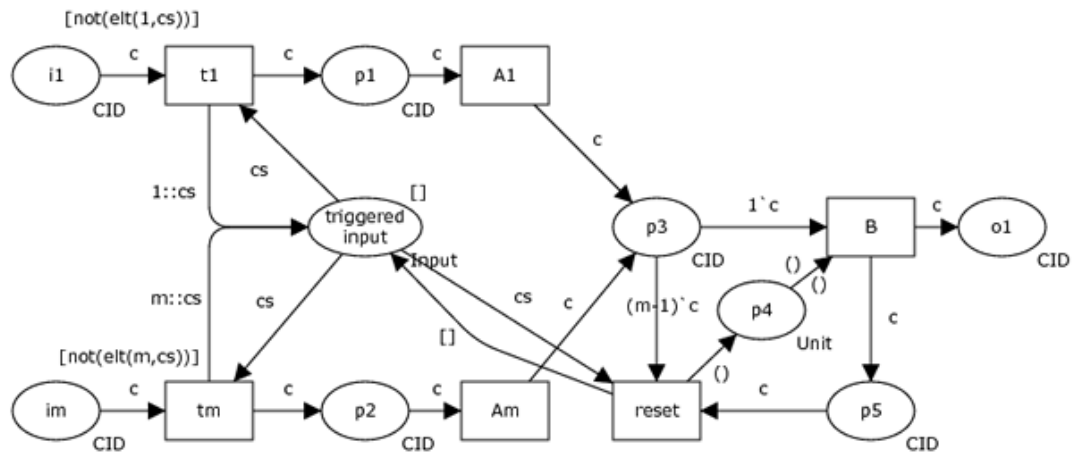 [not(elt(1,cs))]
c
c
c
i1
t1
p1
A1
CID
CID
cs
c
1::cs
[]
triggered
input
Input
1`c
c
p3
B
o1
CID
CID
()
()
m::cs
cs
cs
c
(m-1)`c
p4
c
[]
Unit
[not(elt(m,cs))]
()
c
c
c
c
im
tm
p2
Am
reset
p5
CID
CID
CID